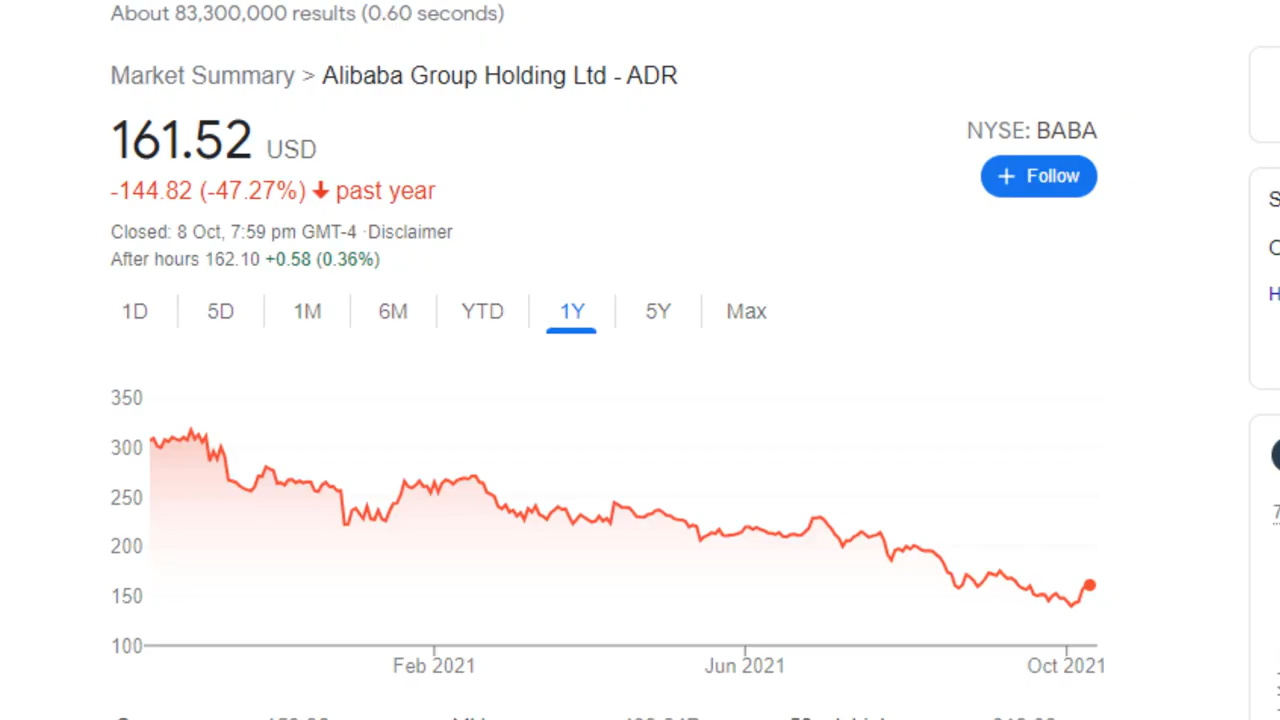 About 83,300,000 results (0.60 seconds)
Market Summary > Alibaba Group Holding Ltd - ADR
161.52 USD
NYSE: BABA
-144.82 (-47.27%) ↓ past year
+ Follow
Closed: 8 Oct, 7:59 pm GMT-4 ·Disclaimer
After hours 162.10 +0.58 (0.36%)
1D 5D 1M 6M YTD 1Y 5Y Max
350
300
250
200
150
100
Feb 2021 Jun 2021 Oct 2021